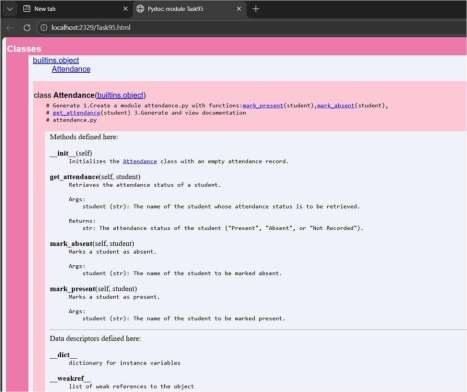 New tab
Pydoc: module Task95
localhost:2329/Task95.html
Classes
builtins.object
Attendance
class Attendance(builtins.object)
# Generate 1.Create a module attendance.py with functions:mark_present(student),mark_absent(student),
# get_attendance(student) 3.Generate and view documentation
# attendance.py
Methods defined here:
__init__(self)
Initializes the Attendance class with an empty attendance record.
get_attendance(self, student)
Retrieves the attendance status of a student.
Args:
student (str): The name of the student whose attendance status is to be retrieved.
Returns:
str: The attendance status of the student ("Present", "Absent", or "Not Recorded").
mark_absent(self, student)
Marks a student as absent.
Args:
student (str): The name of the student to be marked absent.
mark_present(self, student)
Marks a student as present.
Args:
student (str): The name of the student to be marked present.
Data descriptors defined here:
__dict__
dictionary for instance variables
__weakref__
list of weak references to the object